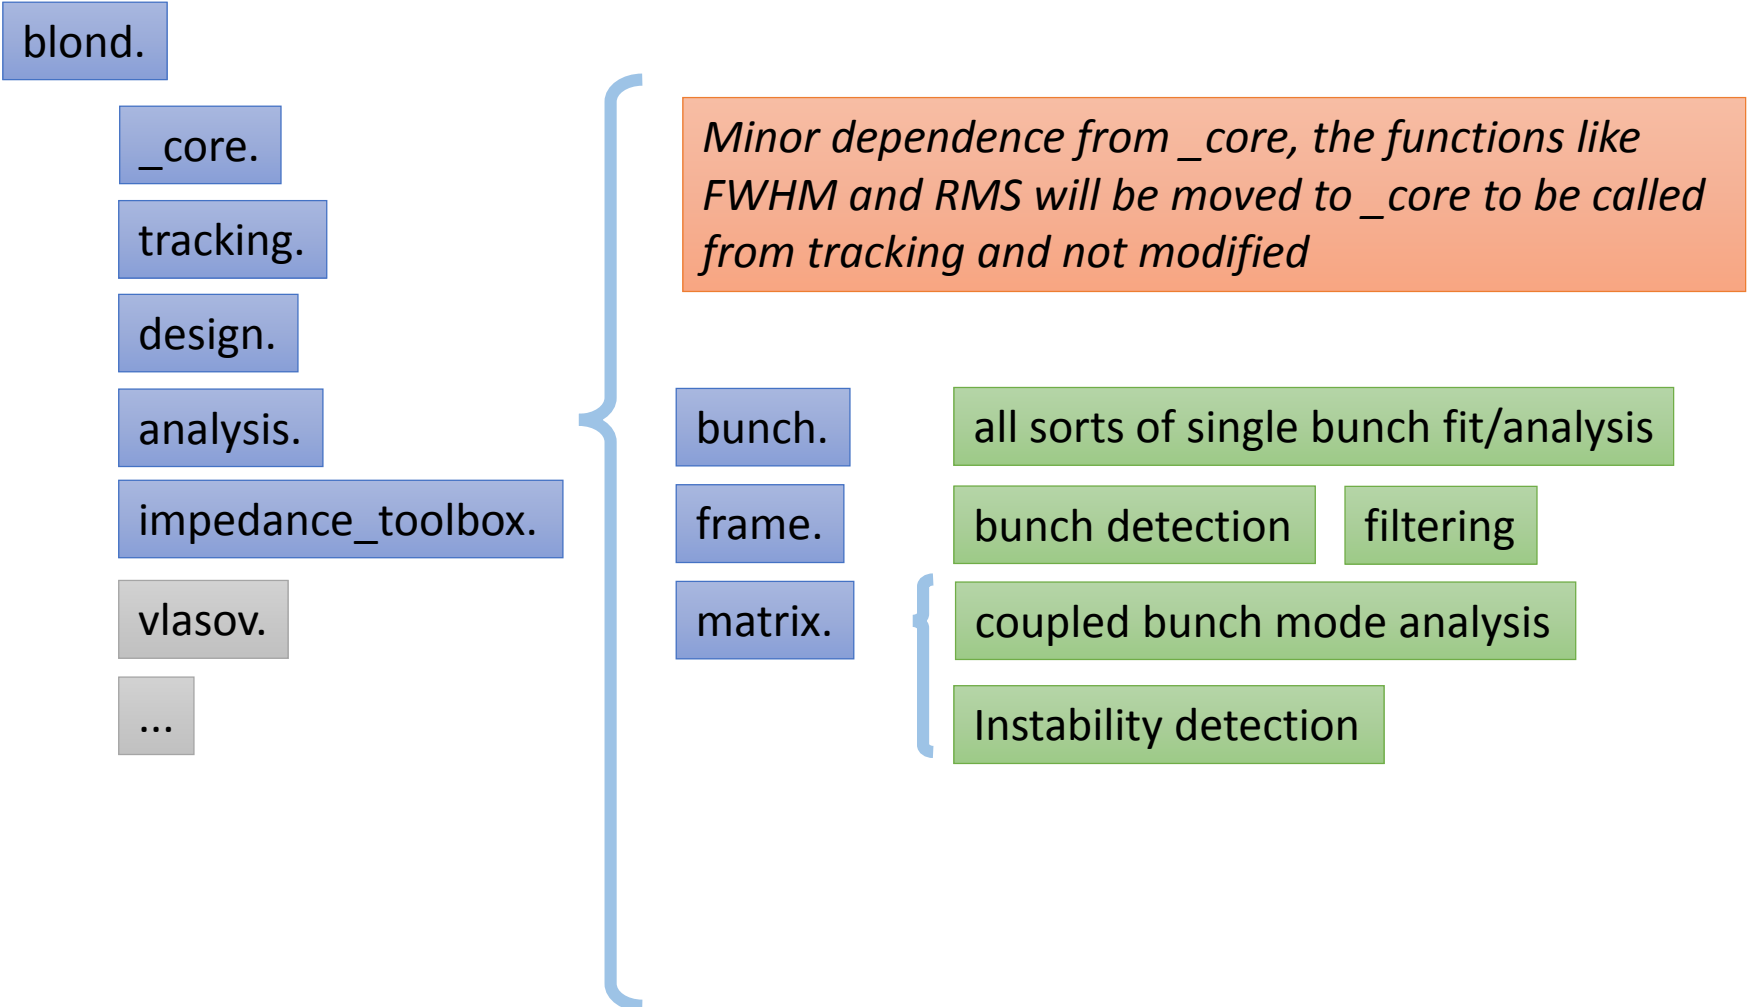 blond.
_core.
tracking.
design.
analysis.
impedance_toolbox.
vlasov.
...
Minor dependence from _core, the functions like
FWHM and RMS will be moved to _core to be called
from tracking and not modified
bunch.
all sorts of single bunch fit/analysis
frame.
bunch detection
filtering
matrix.
coupled bunch mode analysis
Instability detection